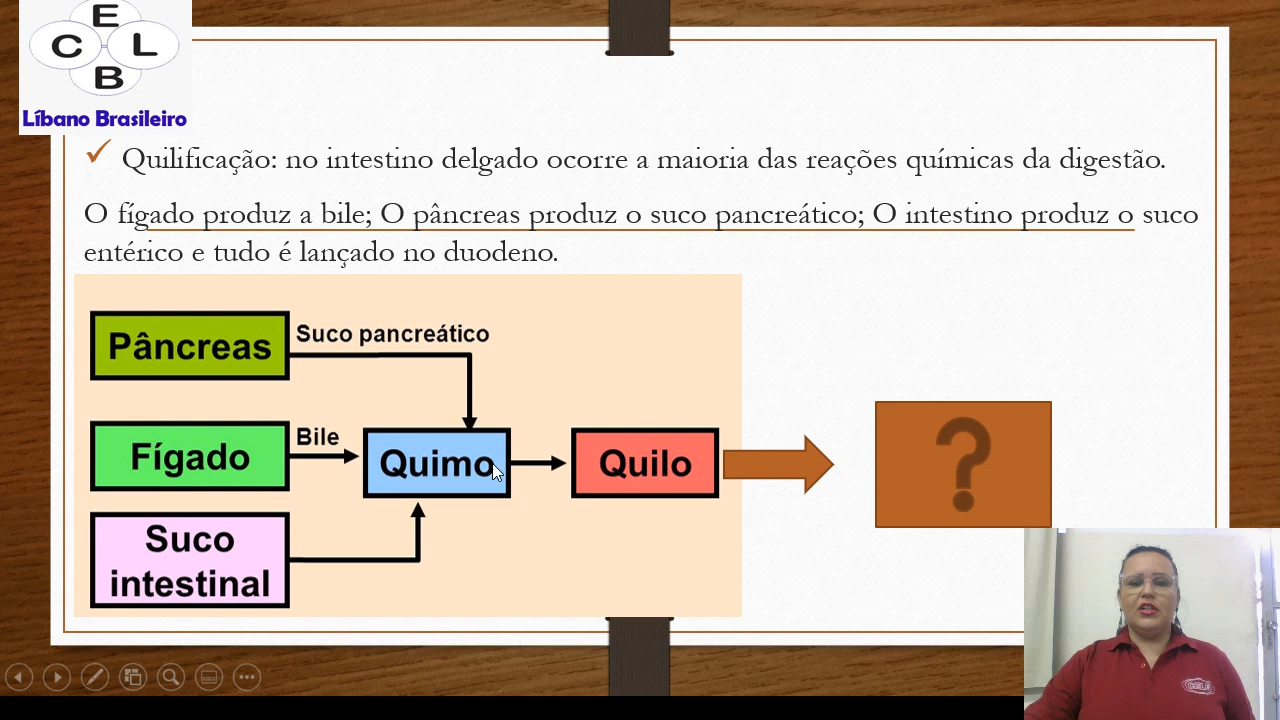 E
C L
B
Líbano Brasileiro
Quilificação: no intestino delgado ocorre a maioria das reações químicas da digestão.
O fígado produz a bile; O pâncreas produz o suco pancreático; O intestino produz o suco
entérico e tudo é lançado no duodeno.
Pâncreas
Suco pancreático
Fígado
Bile
Quimo
Quilo
?
Suco
intestinal